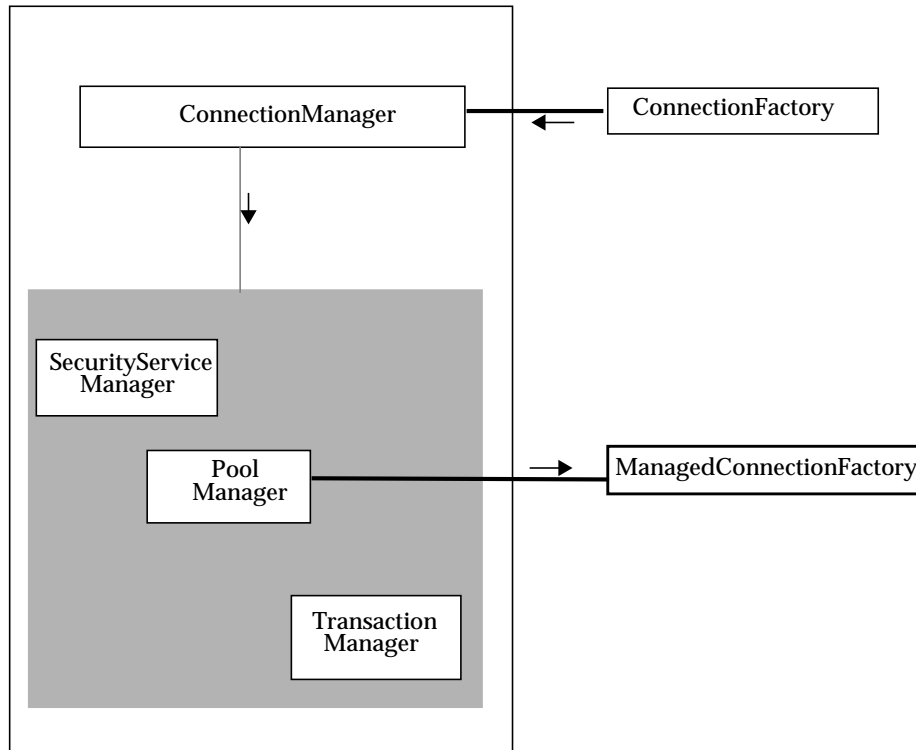 ConnectionManager
ConnectionFactory
SecurityService
Manager
Pool
Manager
ManagedConnectionFactory
Transaction
Manager